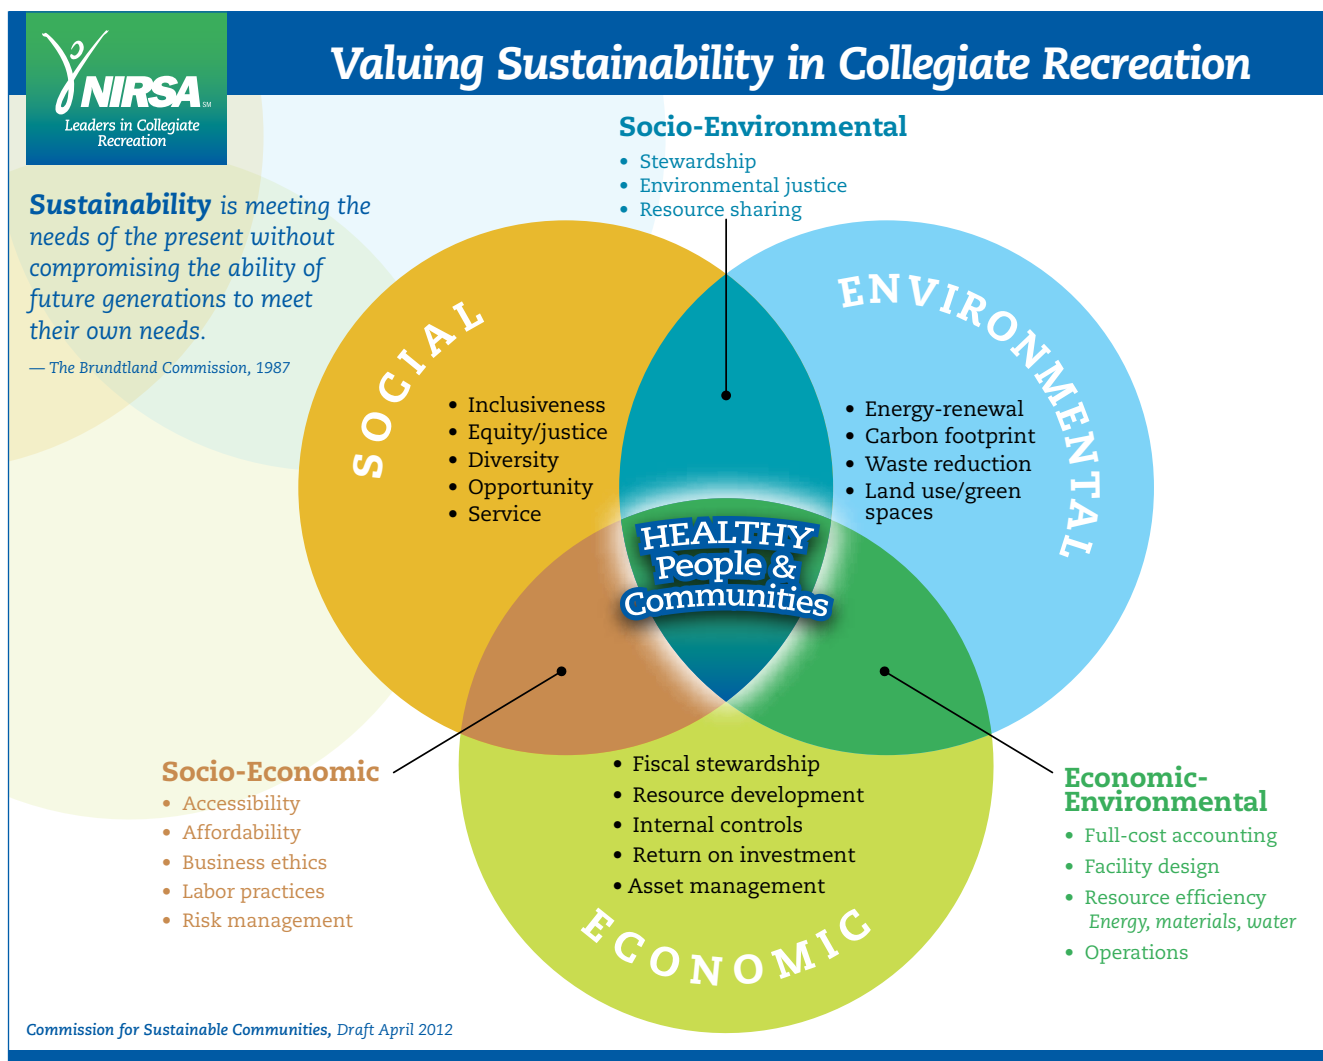 Valuing Sustainability in Collegiate Recreation
NIRSA SM
Leaders in Collegiate
Recreation
Sustainability is meeting the
needs of the present without
compromising the ability of
future generations to meet
their own needs.
— The Brundtland Commission, 1987
Socio-Environmental
• Stewardship
• Environmental justice
• Resource sharing
SOCIAL
• Inclusiveness
• Equity/justice
• Diversity
• Opportunity
• Service
ENVIRONMENTAL
• Energy-renewal
• Carbon footprint
• Waste reduction
• Land use/green
spaces
HEALTHY
People &
Communities
Socio-Economic
• Accessibility
• Affordability
• Business ethics
• Labor practices
• Risk management
• Fiscal stewardship
• Resource development
• Internal controls
• Return on investment
• Asset management
ECONOMIC
Economic-
Environmental
• Full-cost accounting
• Facility design
• Resource efficiency
Energy, materials, water
• Operations
Commission for Sustainable Communities, Draft April 2012